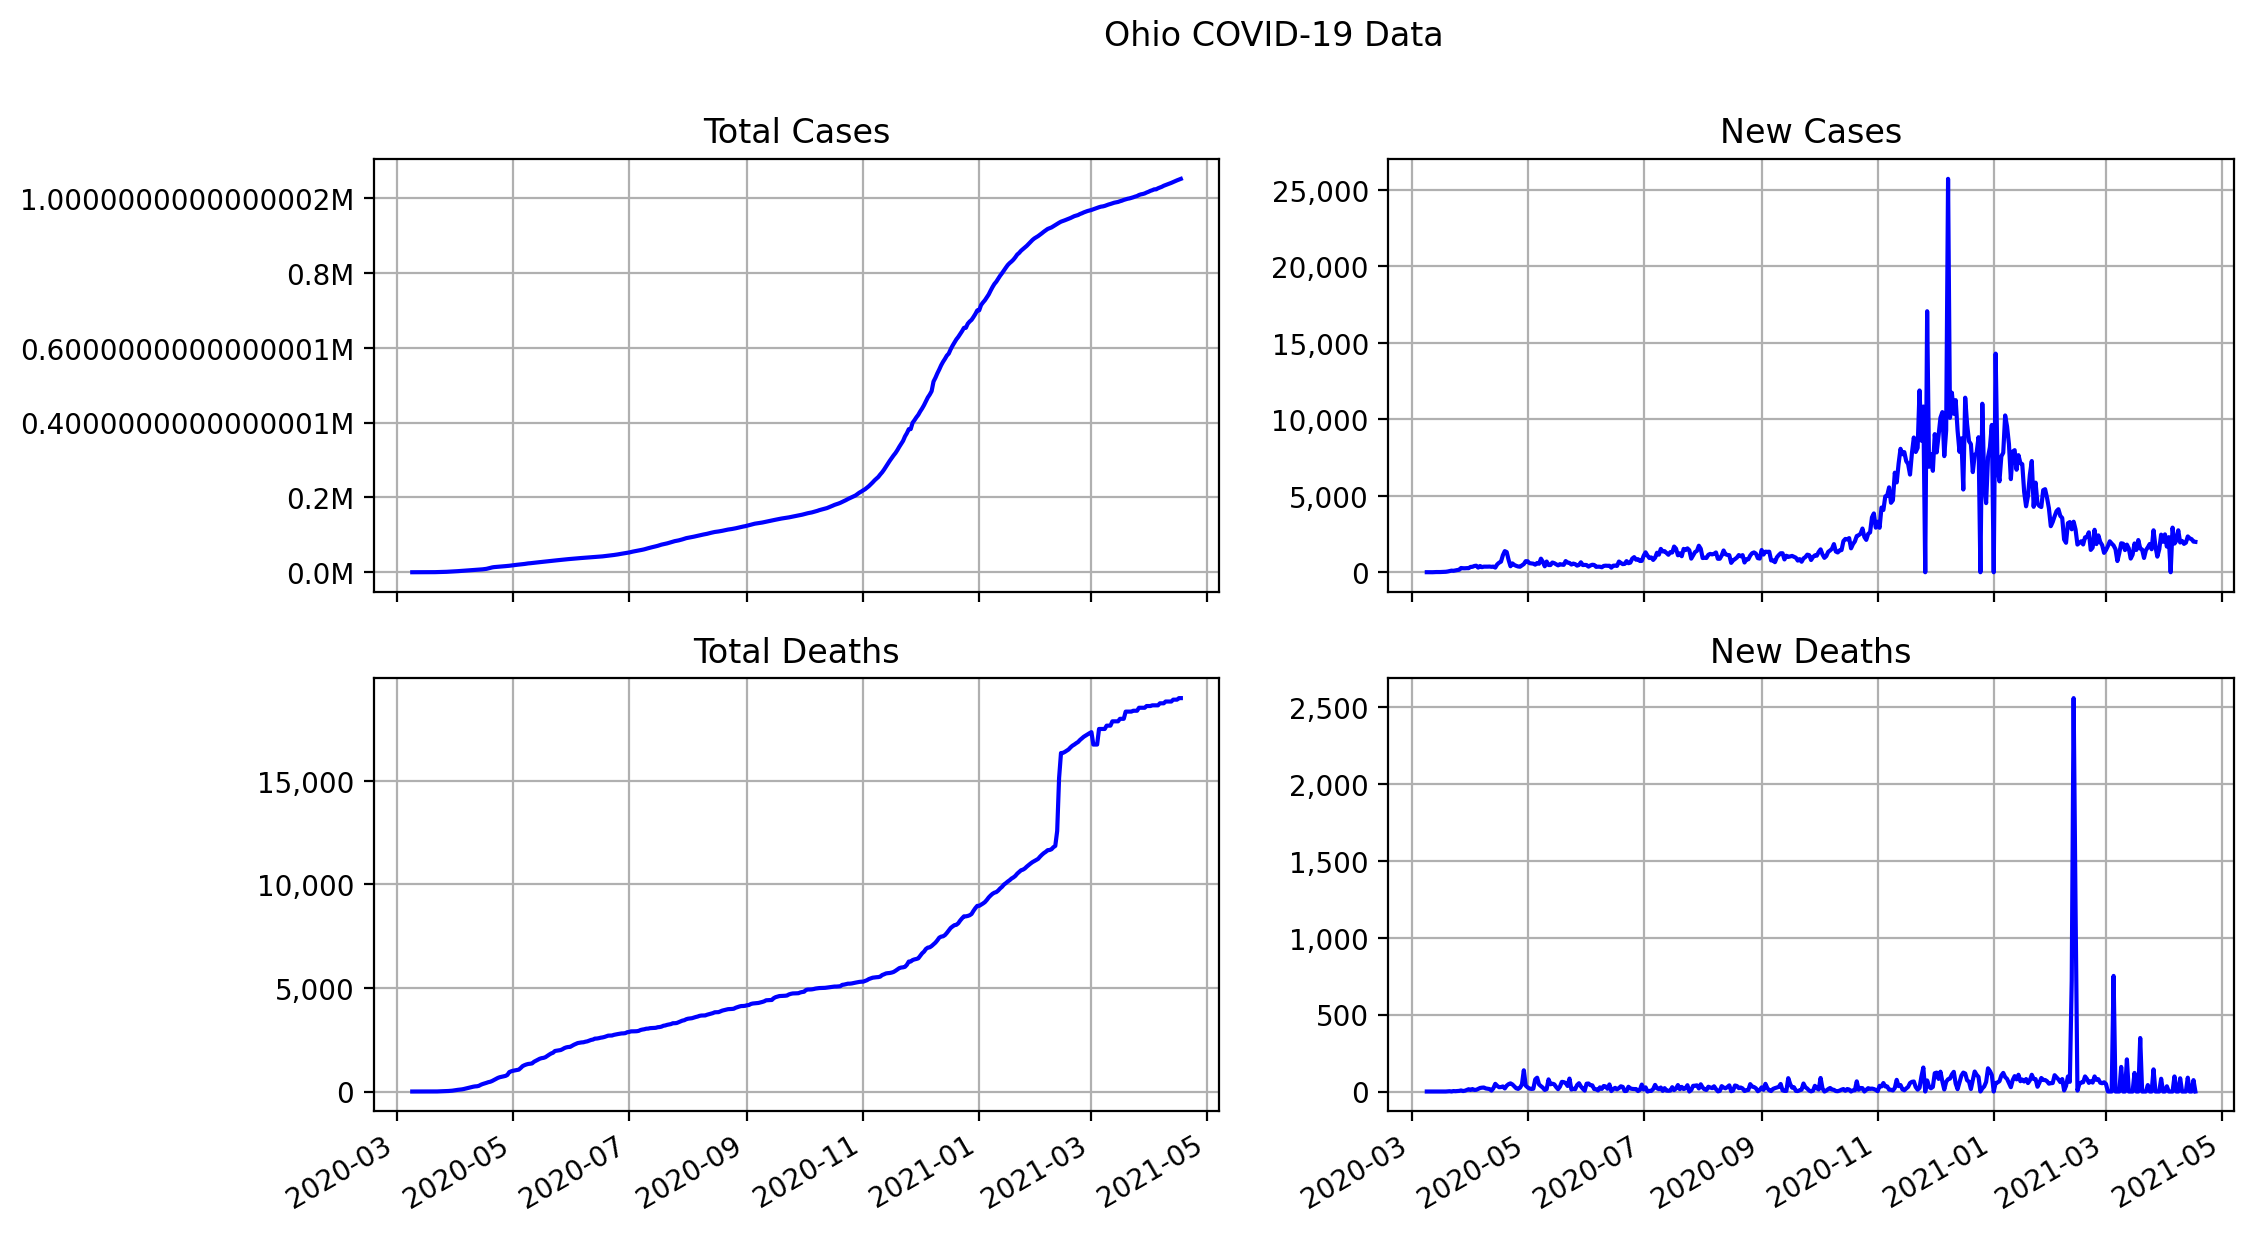 Ohio COVID-19 Data
Total Cases
1.0000000000000002M
0.8M
0.6000000000000001M
0.4000000000000001M
0.2M
0.0M
New Cases
25,000
20,000
15,000
10,000
5,000
0
Total Deaths
15,000
10,000
5,000
0
2020-03
2020-05
2020-07
2020-09
2020-11
2021-01
2021-03
2021-05
New Deaths
2,500
2,000
1,500
1,000
500
0
2020-03
2020-05
2020-07
2020-09
2020-11
2021-01
2021-03
2021-05